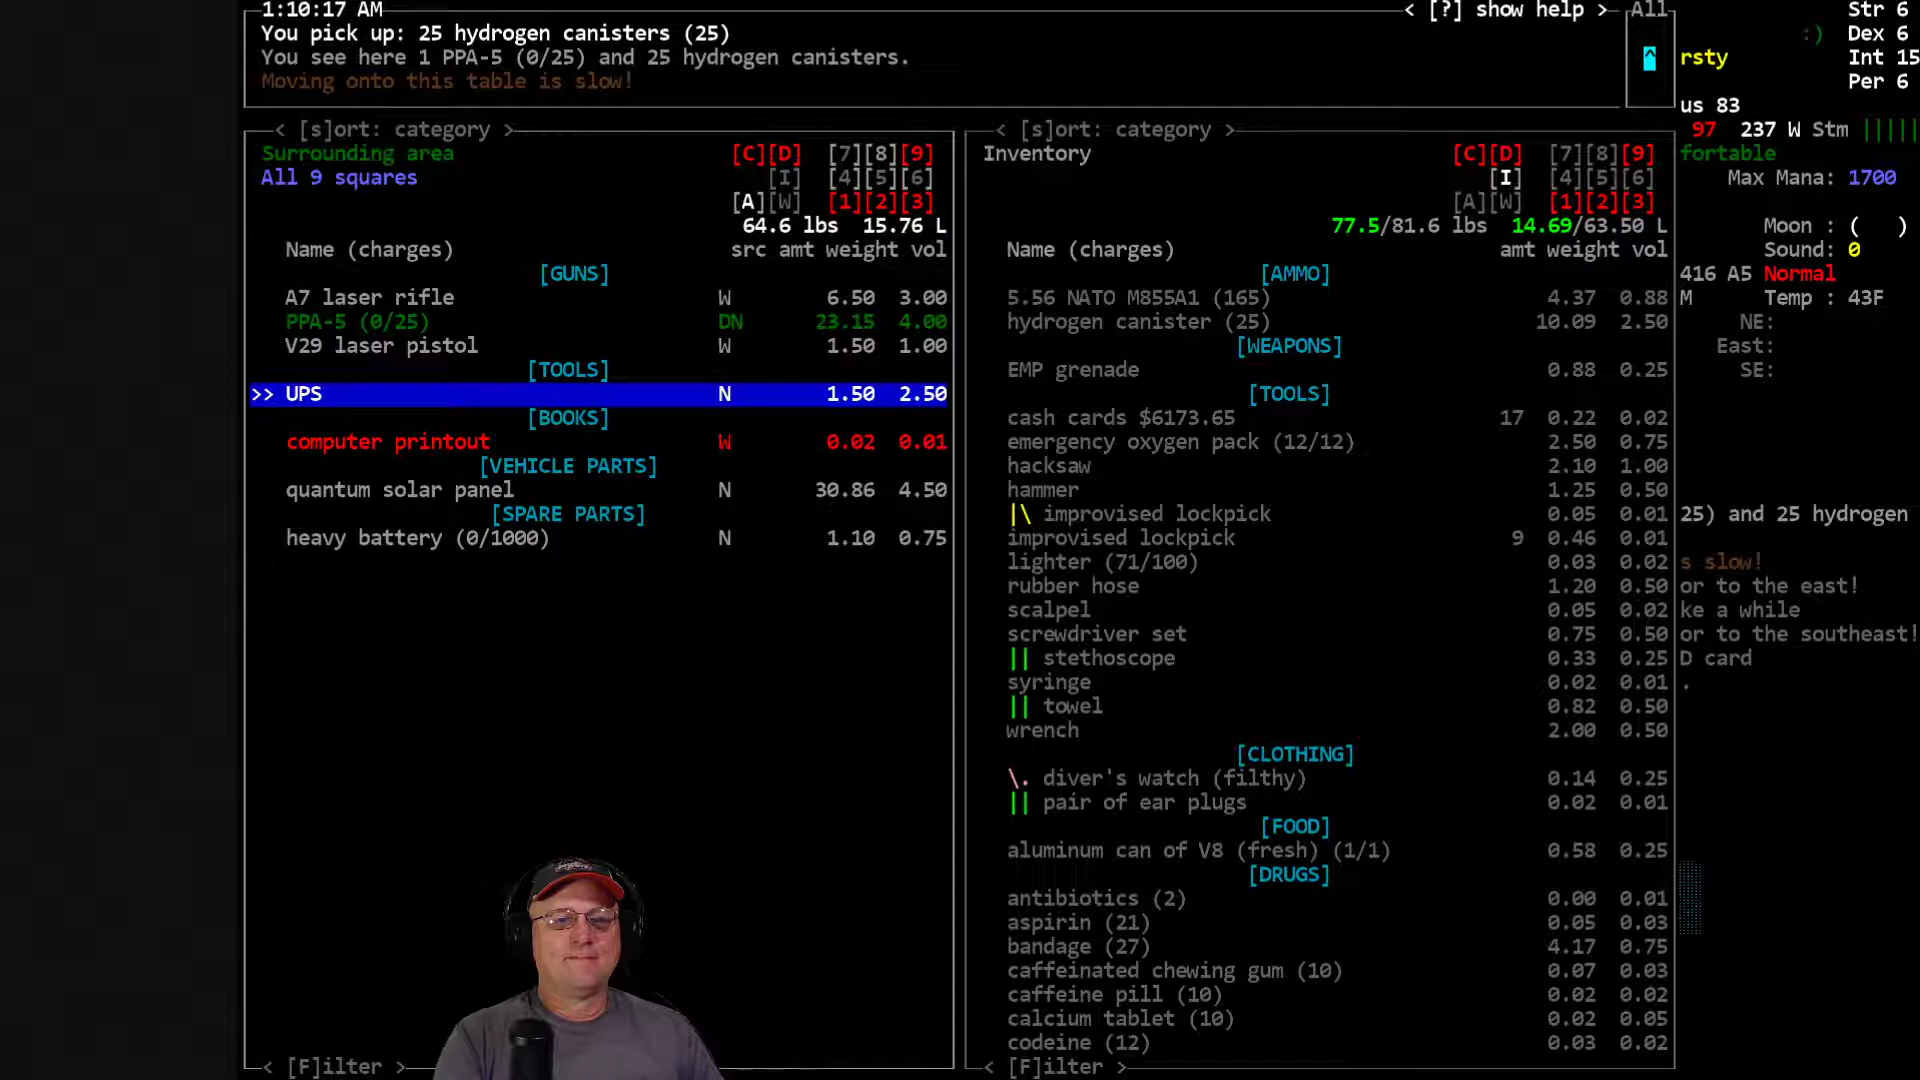 1:10:17 AM
< [?] show help >
All
You pick up: 25 hydrogen canisters (25)
You see here 1 PPA-5 (0/25) and 25 hydrogen canisters.
Moving onto this table is slow!
^
< [s]ort: category >
Surrounding area
All 9 squares
[C][D] [7][8][9]
[I] [4][5][6]
[A][W] [1][2][3]
64.6 lbs 15.76 L
Name (charges) src amt weight vol
[GUNS]
A7 laser rifle W 6.50 3.00
PPA-5 (0/25) DN 23.15 4.00
V29 laser pistol W 1.50 1.00
[TOOLS]
>> UPS N 1.50 2.50
[BOOKS]
computer printout W 0.02 0.01
[VEHICLE PARTS]
quantum solar panel N 30.86 4.50
[SPARE PARTS]
heavy battery (0/1000) N 1.10 0.75
< [F]ilter >
< [s]ort: category >
Inventory
[C][D] [7][8][9]
[I] [4][5][6]
[A][W] [1][2][3]
77.5/81.6 lbs 14.69/63.50 L
Name (charges) amt weight vol
[AMMO]
5.56 NATO M855A1 (165) 4.37 0.88
hydrogen canister (25) 10.09 2.50
[WEAPONS]
EMP grenade 0.88 0.25
[TOOLS]
cash cards $6173.65 17 0.22 0.02
emergency oxygen pack (12/12) 2.50 0.75
hacksaw 2.10 1.00
hammer 1.25 0.50
|\ improvised lockpick 0.05 0.01
improvised lockpick 9 0.46 0.01
lighter (71/100) 0.03 0.02
rubber hose 1.20 0.50
scalpel 0.05 0.02
screwdriver set 0.75 0.50
|| stethoscope 0.33 0.25
syringe 0.02 0.01
|| towel 0.82 0.50
wrench 2.00 0.50
[CLOTHING]
\. diver's watch (filthy) 0.14 0.25
|| pair of ear plugs 0.02 0.01
[FOOD]
aluminum can of V8 (fresh) (1/1) 0.58 0.25
[DRUGS]
antibiotics (2) 0.00 0.01
aspirin (21) 0.05 0.03
bandage (27) 4.17 0.75
caffeinated chewing gum (10) 0.07 0.03
caffeine pill (10) 0.02 0.02
calcium tablet (10) 0.02 0.05
codeine (12) 0.03 0.02
< [F]ilter >
Str 6
:) Dex 6
rsty Int 15
Per 6
us 83
97 237 W Stm |||||
fortable
Max Mana: 1700
Moon : ( )
Sound: 0
416 A5 Normal
M Temp : 43F
NE:
East:
SE:
25) and 25 hydrogen
s slow!
or to the east!
ke a while
or to the southeast!
D card
.